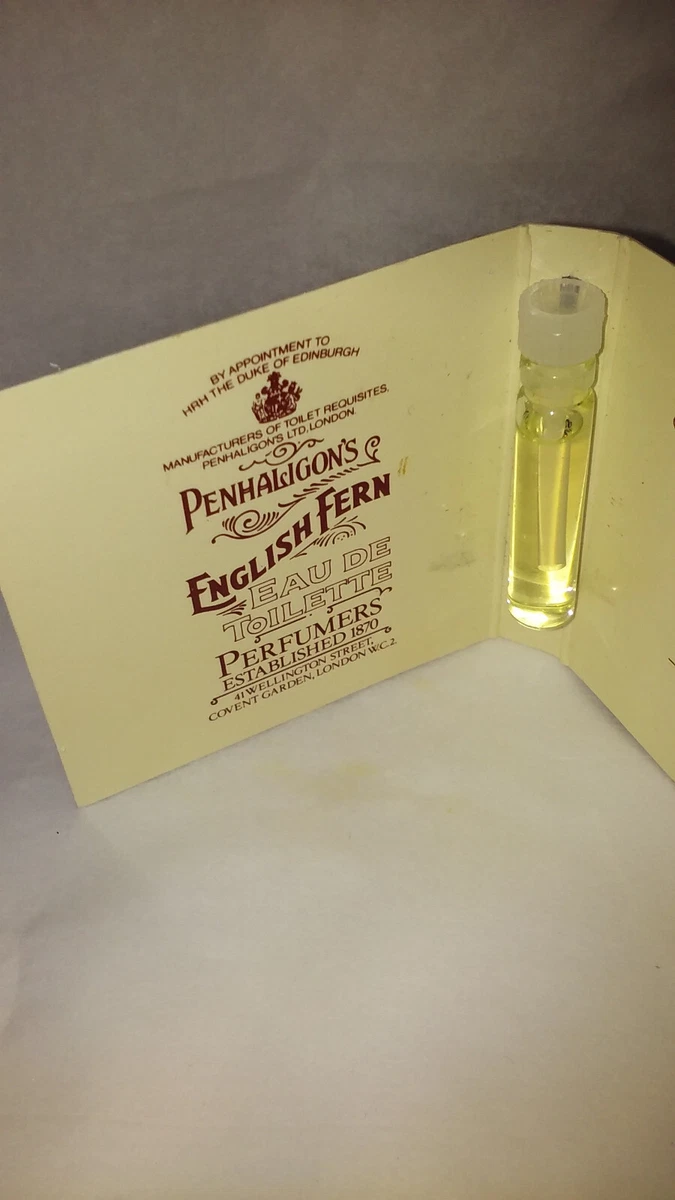 BY APPOINTMENT TO
HRH THE DUKE OF EDINBURGH
MANUFACTURERS OF TOILET REQUISITES,
PENHALIGON'S LTD, LONDON.
PENHALIGON'S
ENGLISH FERN
EAU DE
TOILETTE
PERFUMERS
ESTABLISHED 1870
41 WELLINGTON STREET,
COVENT GARDEN, LONDON W.C.2.